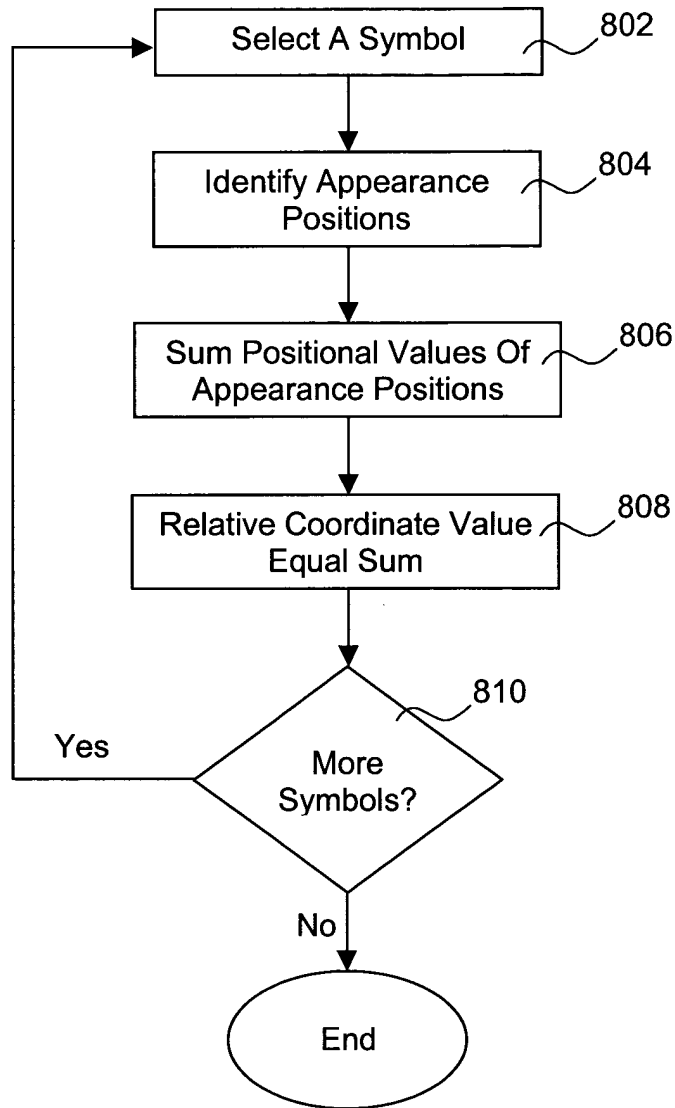 Select A Symbol
802
Identify Appearance
Positions
804
Sum Positional Values Of
Appearance Positions
806
Relative Coordinate Value
Equal Sum
808
810
Yes
More
Symbols?
No
End